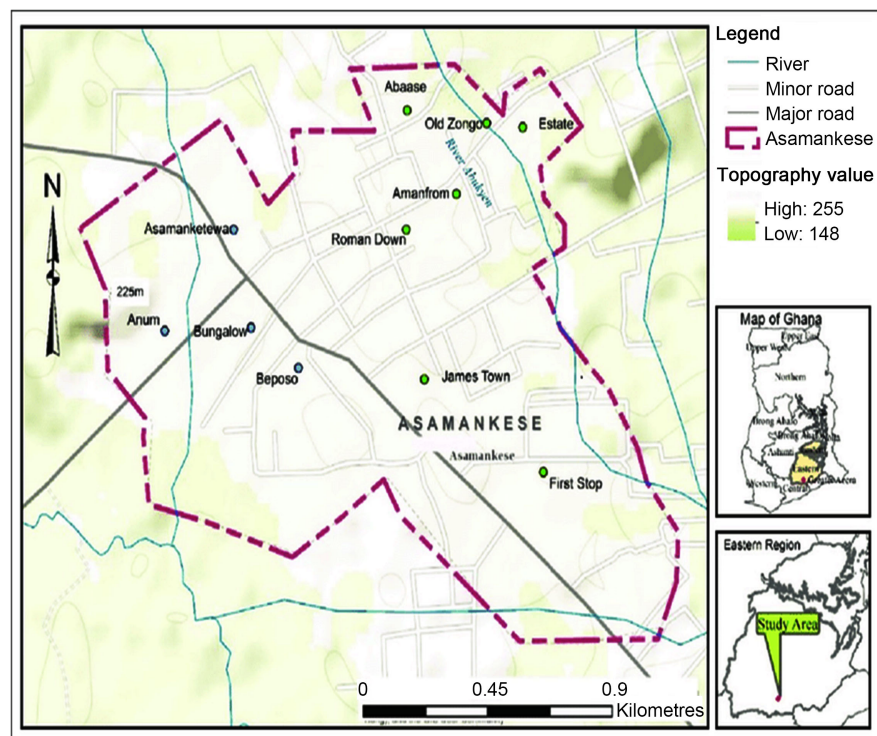 Abaase
Old Zongo
Estate
River Abukyen
Amanfrom
Asamanketewa
Roman Down
N
225m
Anum
Bungalow
Beposo
James Town
ASAMANKESE
Asamankese
First Stop
0 0.45 0.9
Kilometres
Legend
River
Minor road
Major road
Asamankese
Topography value
High: 255
Low: 148
Map of Ghana
Upper West
Northern
Ashanti
Eastern
Western
Central
Eastern Region
Study Area